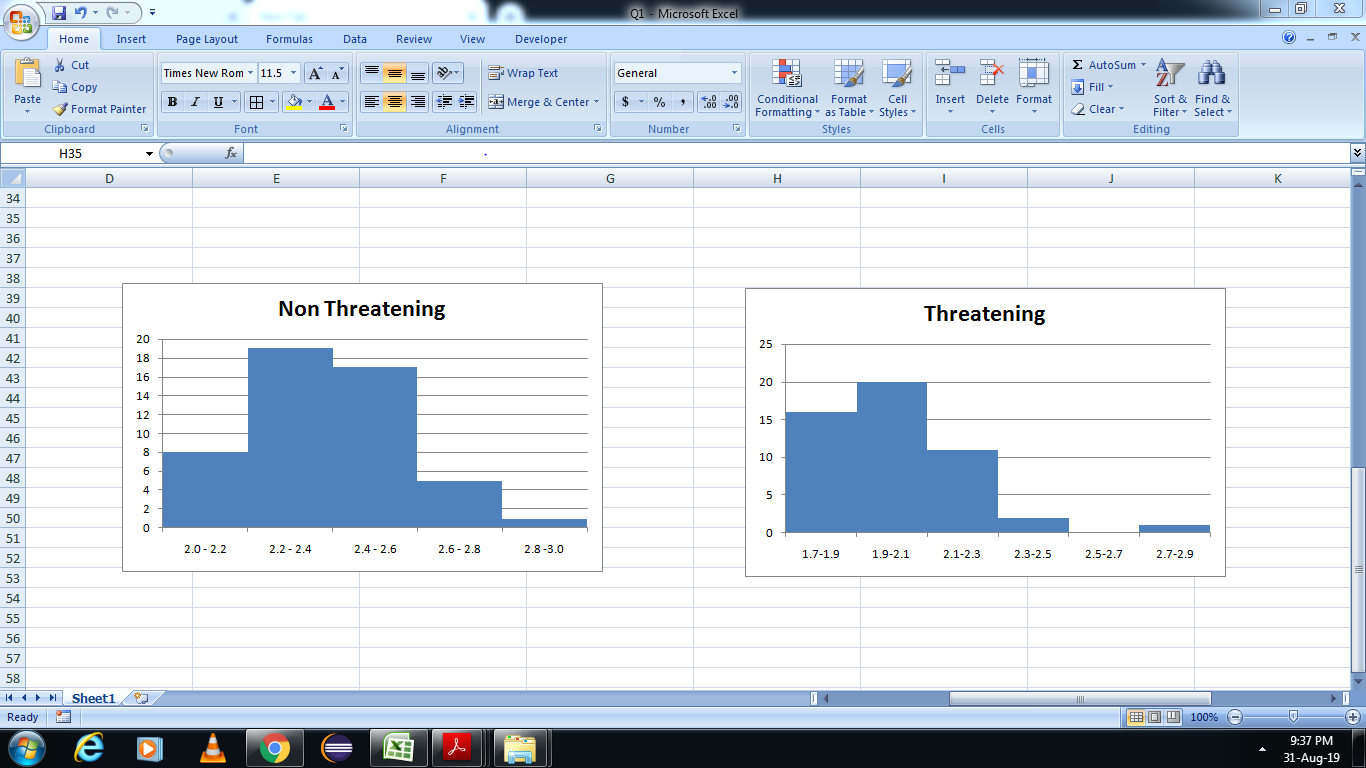 Q1 - Microsoft Excel
Home Insert Page Layout Formulas Data Review View Developer
Paste
Cut
Copy
Format Painter
Clipboard
Times New Rom 11.5
B I U
Font
Wrap Text
Merge & Center
Alignment
General
$ % ,
Number
Conditional Formatting
Format as Table
Cell Styles
Styles
Insert Delete Format
Cells
Σ AutoSum
Fill
Clear
Sort & Filter
Find & Select
Editing
H35
fx
D E F G H I J K
34
35
36
37
38
39
40
41
42
43
44
45
46
47
48
49
50
51
52
53
54
55
56
57
58
Non Threatening
20
18
16
14
12
10
8
6
4
2
0
2.0 - 2.2 2.2 - 2.4 2.4 - 2.6 2.6 - 2.8 2.8 -3.0
Threatening
25
20
15
10
5
0
1.7-1.9 1.9-2.1 2.1-2.3 2.3-2.5 2.5-2.7 2.7-2.9
Sheet1
Ready
100%
9:37 PM
31-Aug-19